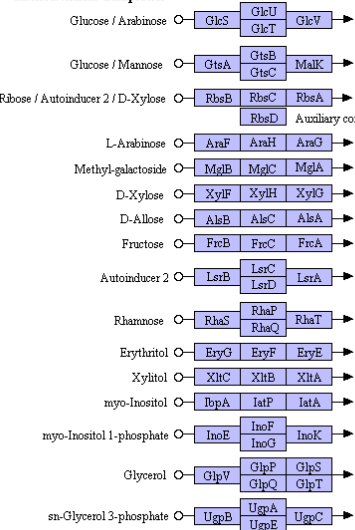 Glucose / Arabinose GlcS GlcU GlcV
GlcT
Glucose / Mannose GtsA GtsB MalK
GtsC
Ribose / Autoinducer 2 / D-Xylose RbsB RbsC RbsA
RbsD Auxiliary
L-Arabinose AraF AraH AraG
Methyl-galactoside MglB MglC MglA
D-Xylose XylF XylH XylG
D-Allose AlsB AlsC AlsA
Fructose FrcB FrcC FrcA
Autoinducer 2 LsrB LsrC LsrA
LsrD
Rhamnose RhaS RhaP RhaT
RhaQ
Erythritol EryG EryF EryE
Xylitol XltC XltB XltA
myo-Inositol IbpA IatP IatA
myo-Inositol 1-phosphate InoE InoF InoK
InoG
Glycerol GlpV GlpP GlpS
GlpQ GlpT
sn-Glycerol 3-phosphate UgpB UgpA UgpC
UgpE